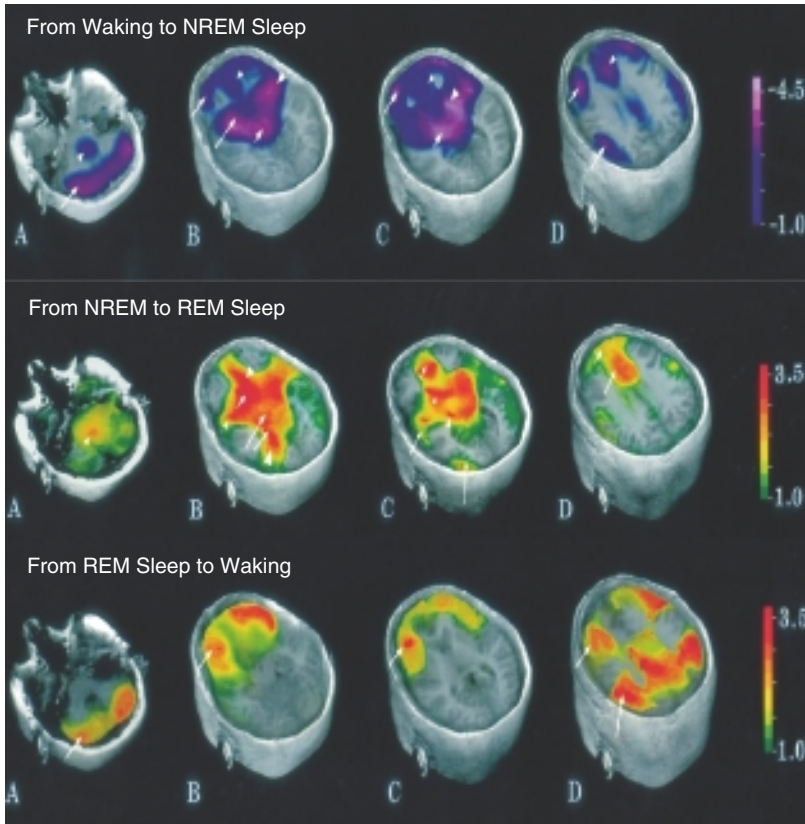 From Waking to NREM Sleep
-4.5
-1.0
A
B
C
D
From NREM to REM Sleep
3.5
1.0
A
B
C
D
From REM Sleep to Waking
3.5
1.0
A
B
C
D